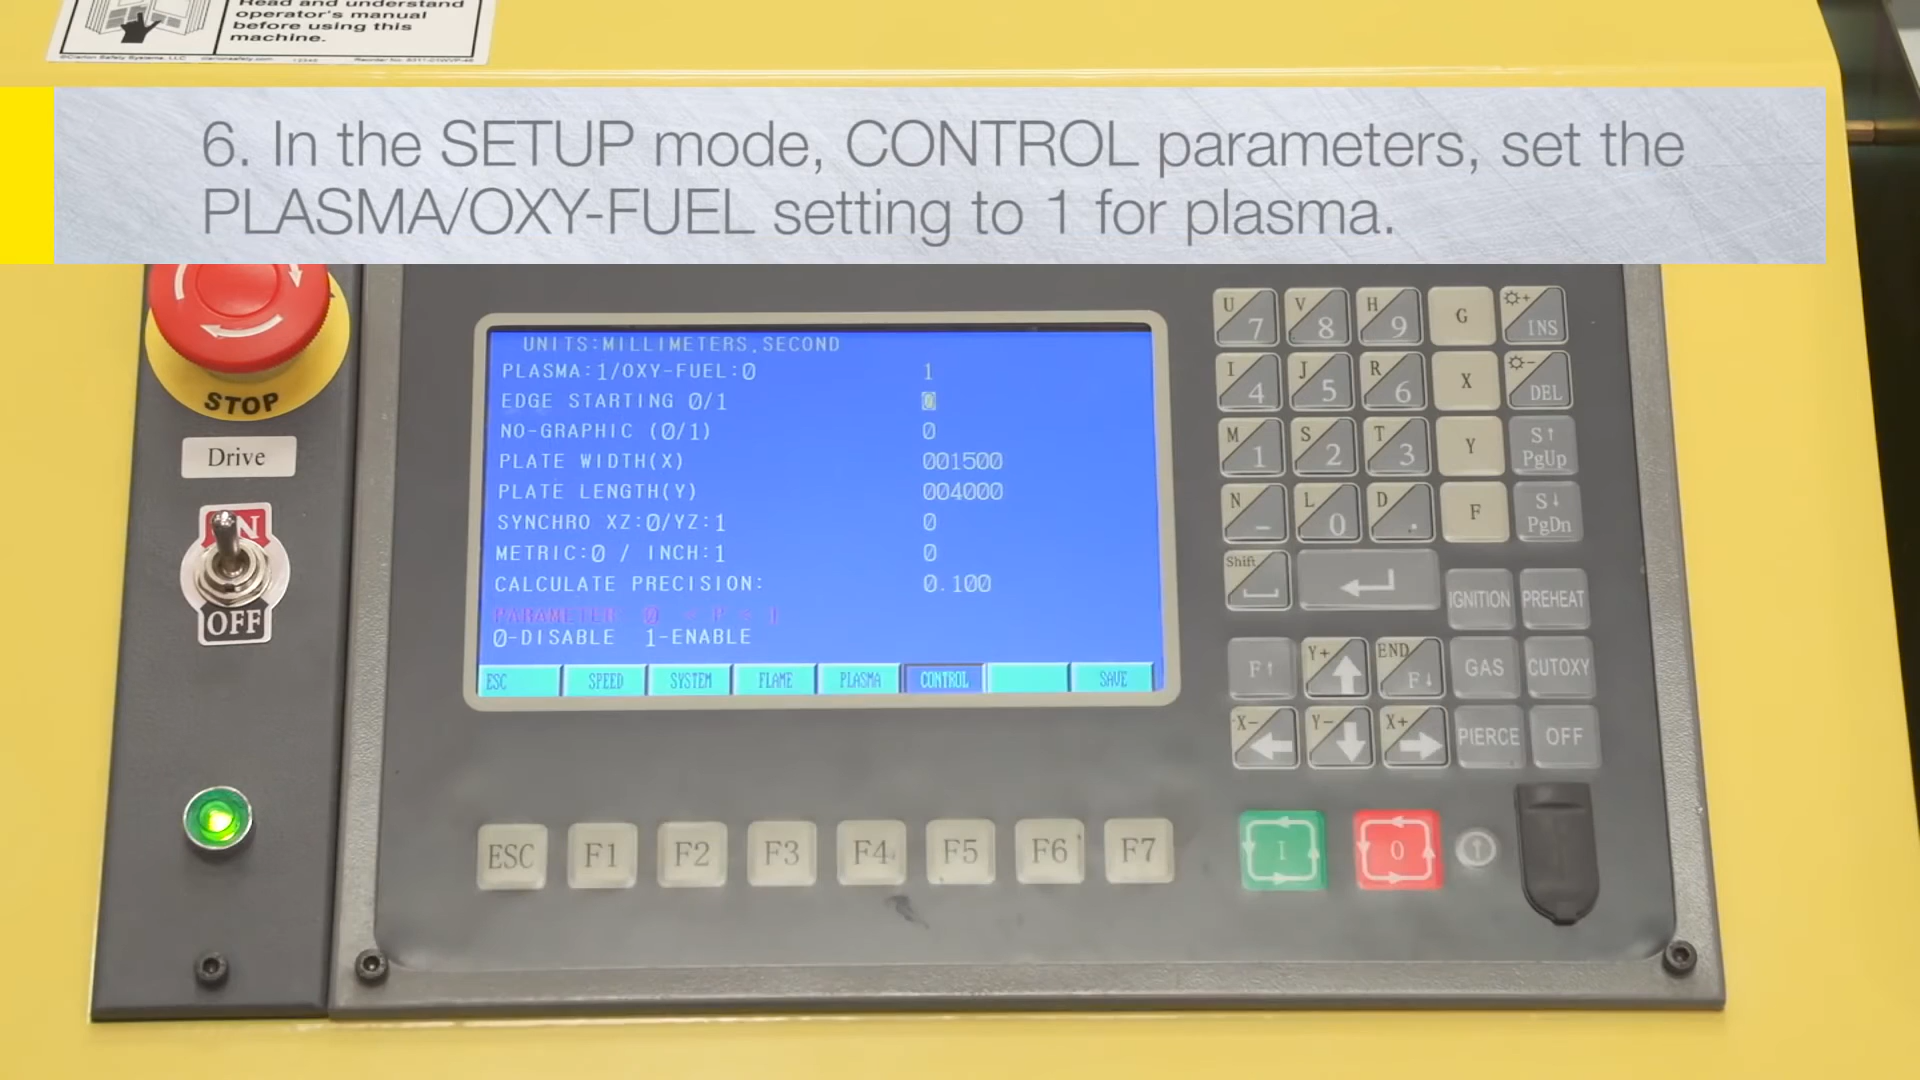 Read and understand
operator's manual
before using this
machine.
6. In the SETUP mode, CONTROL parameters, set the
PLASMA/OXY-FUEL setting to 1 for plasma.
STOP
Drive
ON
OFF
UNITS:MILLIMETERS,SECOND
PLASMA:1/OXY-FUEL:0 1
EDGE STARTING 0/1 0
NO-GRAPHIC (0/1) 0
PLATE WIDTH(X) 001500
PLATE LENGTH(Y) 004000
SYNCHRO XZ:0/YZ:1 0
METRIC:0 / INCH:1 0
CALCULATE PRECISION: 0.100
PARAMETER 0
0-DISABLE 1-ENABLE
ESC SPEED SYSTEM FLAME PLASMA CONTROL SAVE
U 7 V 8 H 9 G INS
I 4 J 5 R 6 X DEL
M 1 S 2 T 3 Y S↑ PgUp
N - L 0 D . F S↓ PgDn
Shift IGNITION PREHEAT
F↑ Y+ END F↓ GAS CUTOXY
X- Y- X+ PIERCE OFF
ESC F1 F2 F3 F4 F5 F6 F7 I 0